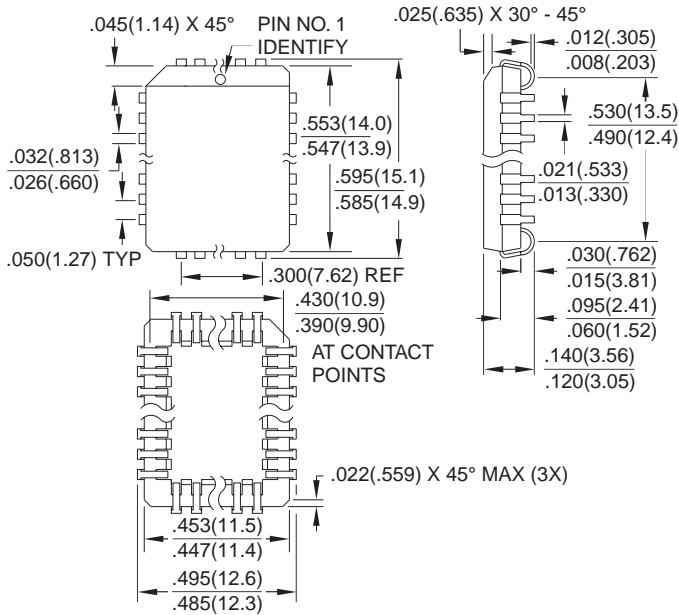 .045(1.14) X 45°
PIN NO. 1
IDENTIFY
.025(.635) X 30° - 45°
.012(.305)
.008(.203)
.553(14.0)
.547(13.9)
.530(13.5)
.490(12.4)
.032(.813)
.026(.660)
.595(15.1)
.585(14.9)
.021(.533)
.013(.330)
.050(1.27) TYP
.300(7.62) REF
.030(.762)
.015(3.81)
.430(10.9)
.390(9.90)
AT CONTACT
POINTS
.095(2.41)
.060(1.52)
.140(3.56)
.120(3.05)
.022(.559) X 45° MAX (3X)
.453(11.5)
.447(11.4)
.495(12.6)
.485(12.3)